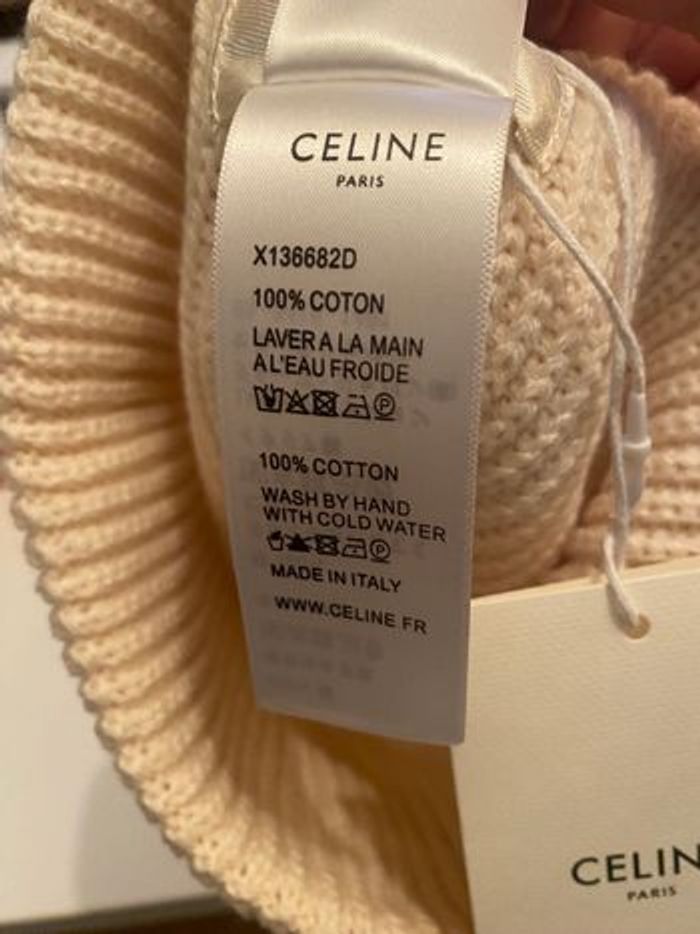 CELINE
PARIS
X136682D
100% COTON
LAVER A LA MAIN
A L'EAU FROIDE
100% COTTON
WASH BY HAND
WITH COLD WATER
MADE IN ITALY
WWW.CELINE FR
CELIN
PARIS